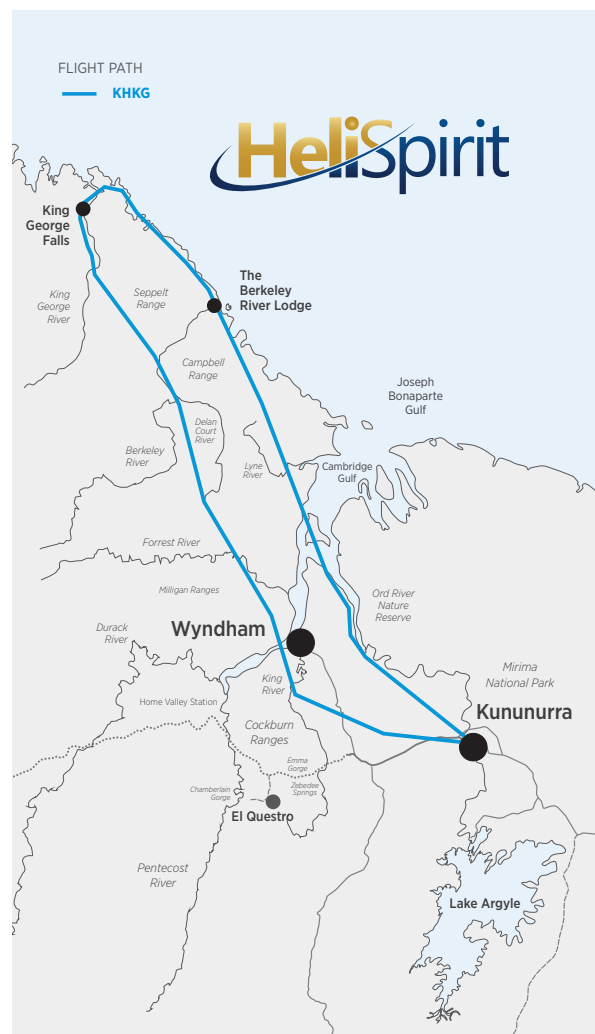 FLIGHT PATH
KHKG
HeliSpirit
King
George
Falls
The
Berkeley
River Lodge
King
George
River
Seppelt
Range
Campbell
Range
Joseph
Bonaparte
Gulf
Delan
Court
River
Berkeley
River
Lyne
River
Cambridge
Gulf
Forrest River
Milligan Ranges
Ord River
Nature
Reserve
Durack
River
Wyndham
Mirima
National Park
King
River
Home Valley Station
Kununurra
Cockburn
Ranges
Emma
Gorge
Chamberlain
Gorge
Zebedee
Springs
El Questro
Pentecost
River
Lake Argyle